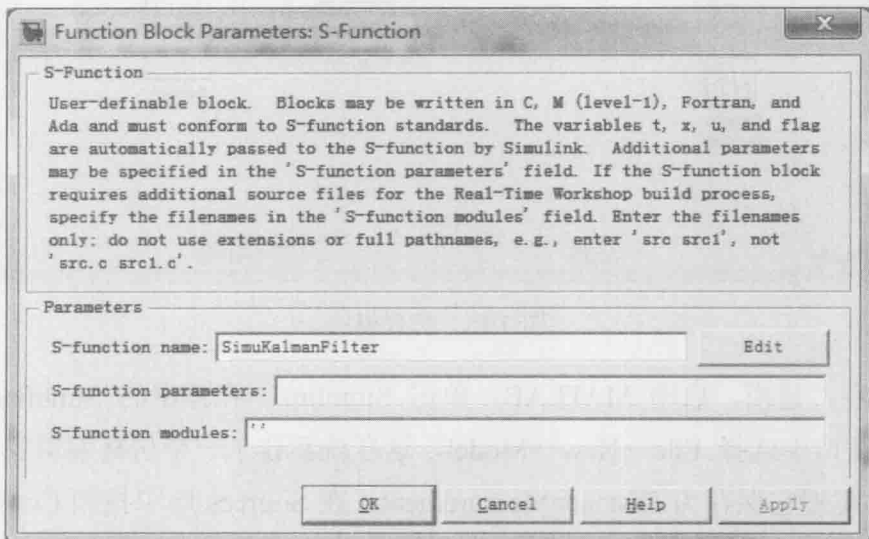 Function Block Parameters: S-Function
S-Function
User-definable block. Blocks may be written in C, M (level-1), Fortran, and
Ada and must conform to S-function standards. The variables t, x, u, and flag
are automatically passed to the S-function by Simulink. Additional parameters
may be specified in the 'S-function parameters' field. If the S-function block
requires additional source files for the Real-Time Workshop build process,
specify the filenames in the 'S-function modules' field. Enter the filenames
only; do not use extensions or full pathnames, e.g., enter 'src src1', not
'src.c src1.c'.
Parameters
S-function name: SimuKalmanFilter Edit
S-function parameters:
S-function modules: ''
OK Cancel Help Apply